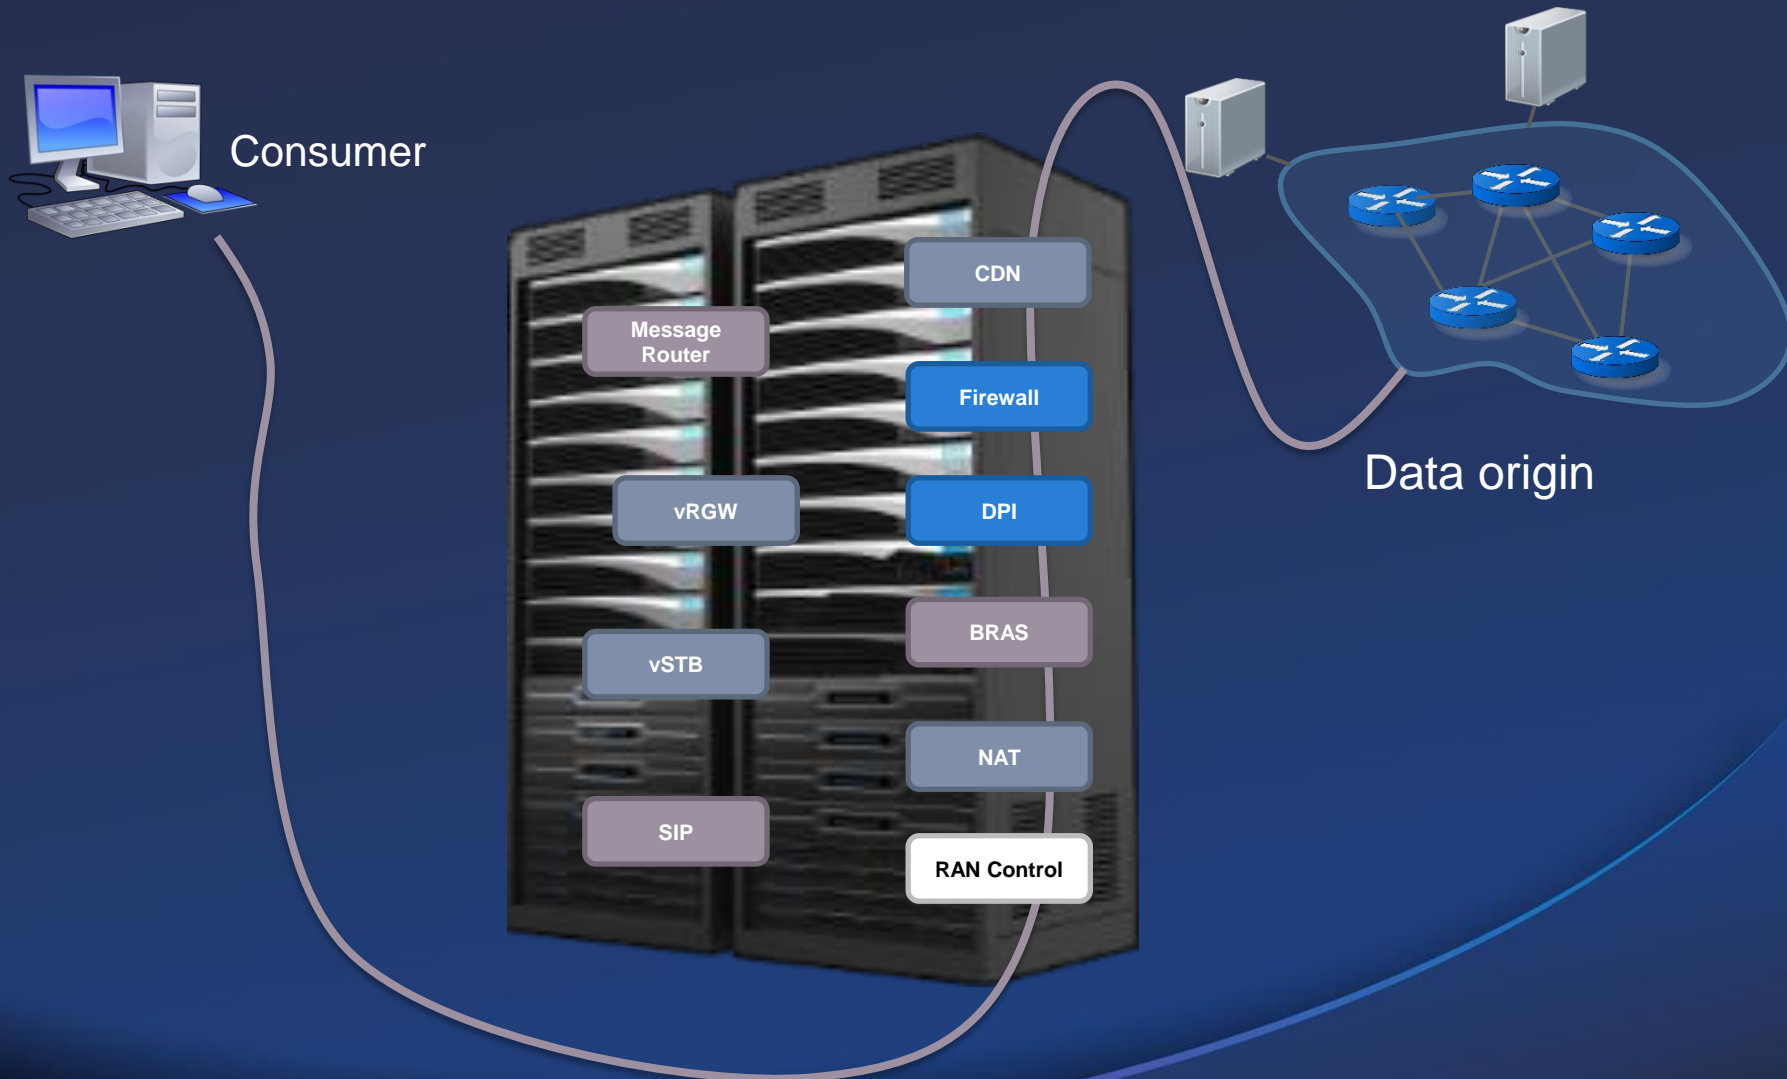 Consumer
CDN
Message
Router
Firewall
Data origin
vRGW
DPI
BRAS
vSTB
NAT
SIP
RAN Control